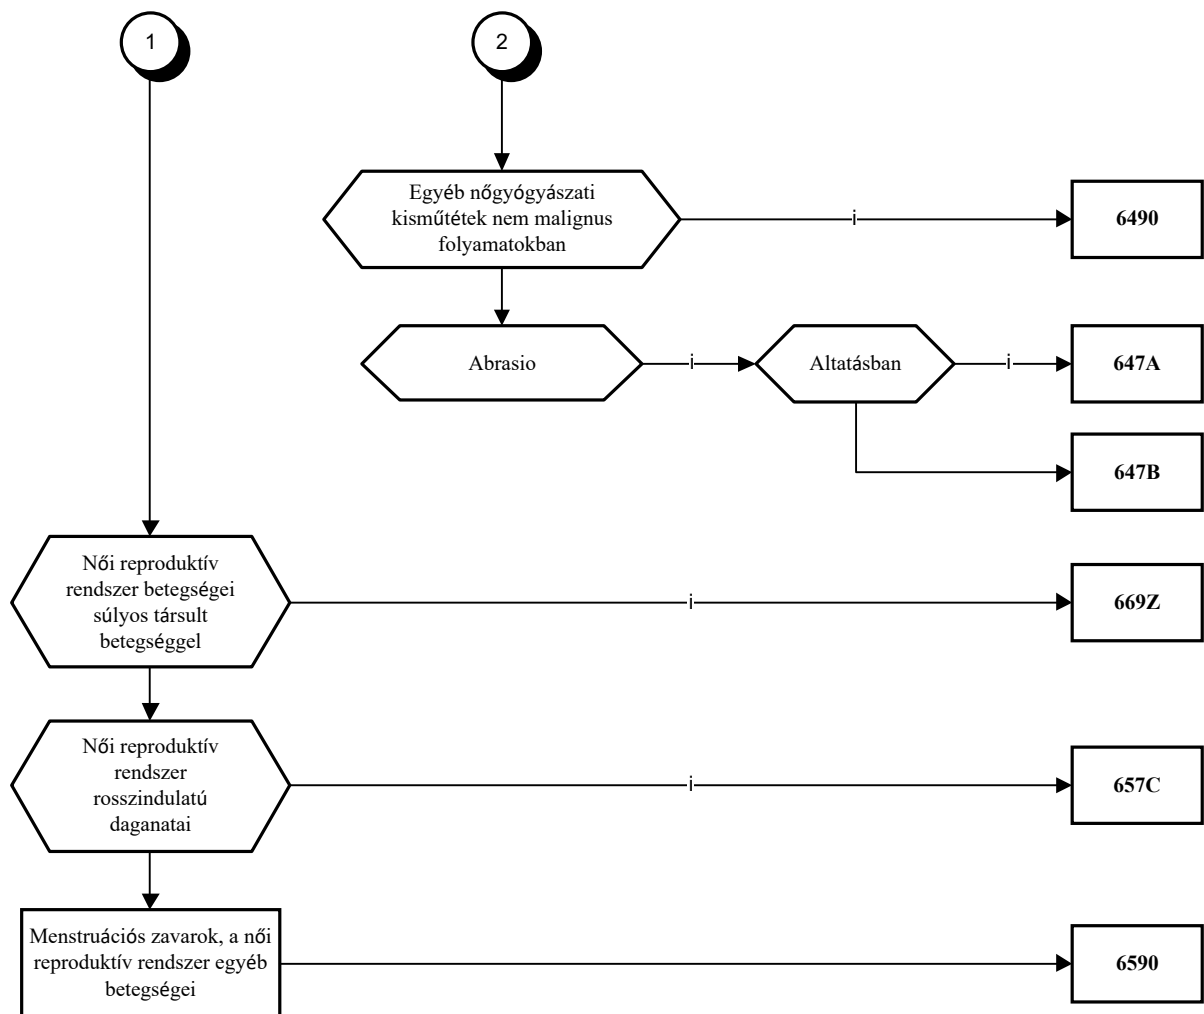 1
2
Egyéb nőgyógyászati
kisműtétek nem malignus
folyamatokban
i
6490
Abrasio
i
Altatásban
i
647A
647B
Női reproduktív
rendszer betegségei
súlyos társult
betegséggel
i
669Z
Női reproduktív
rendszer
rosszindulatú
daganatai
i
657C
Menstruációs zavarok, a női
reproduktív rendszer egyéb
betegségei
6590